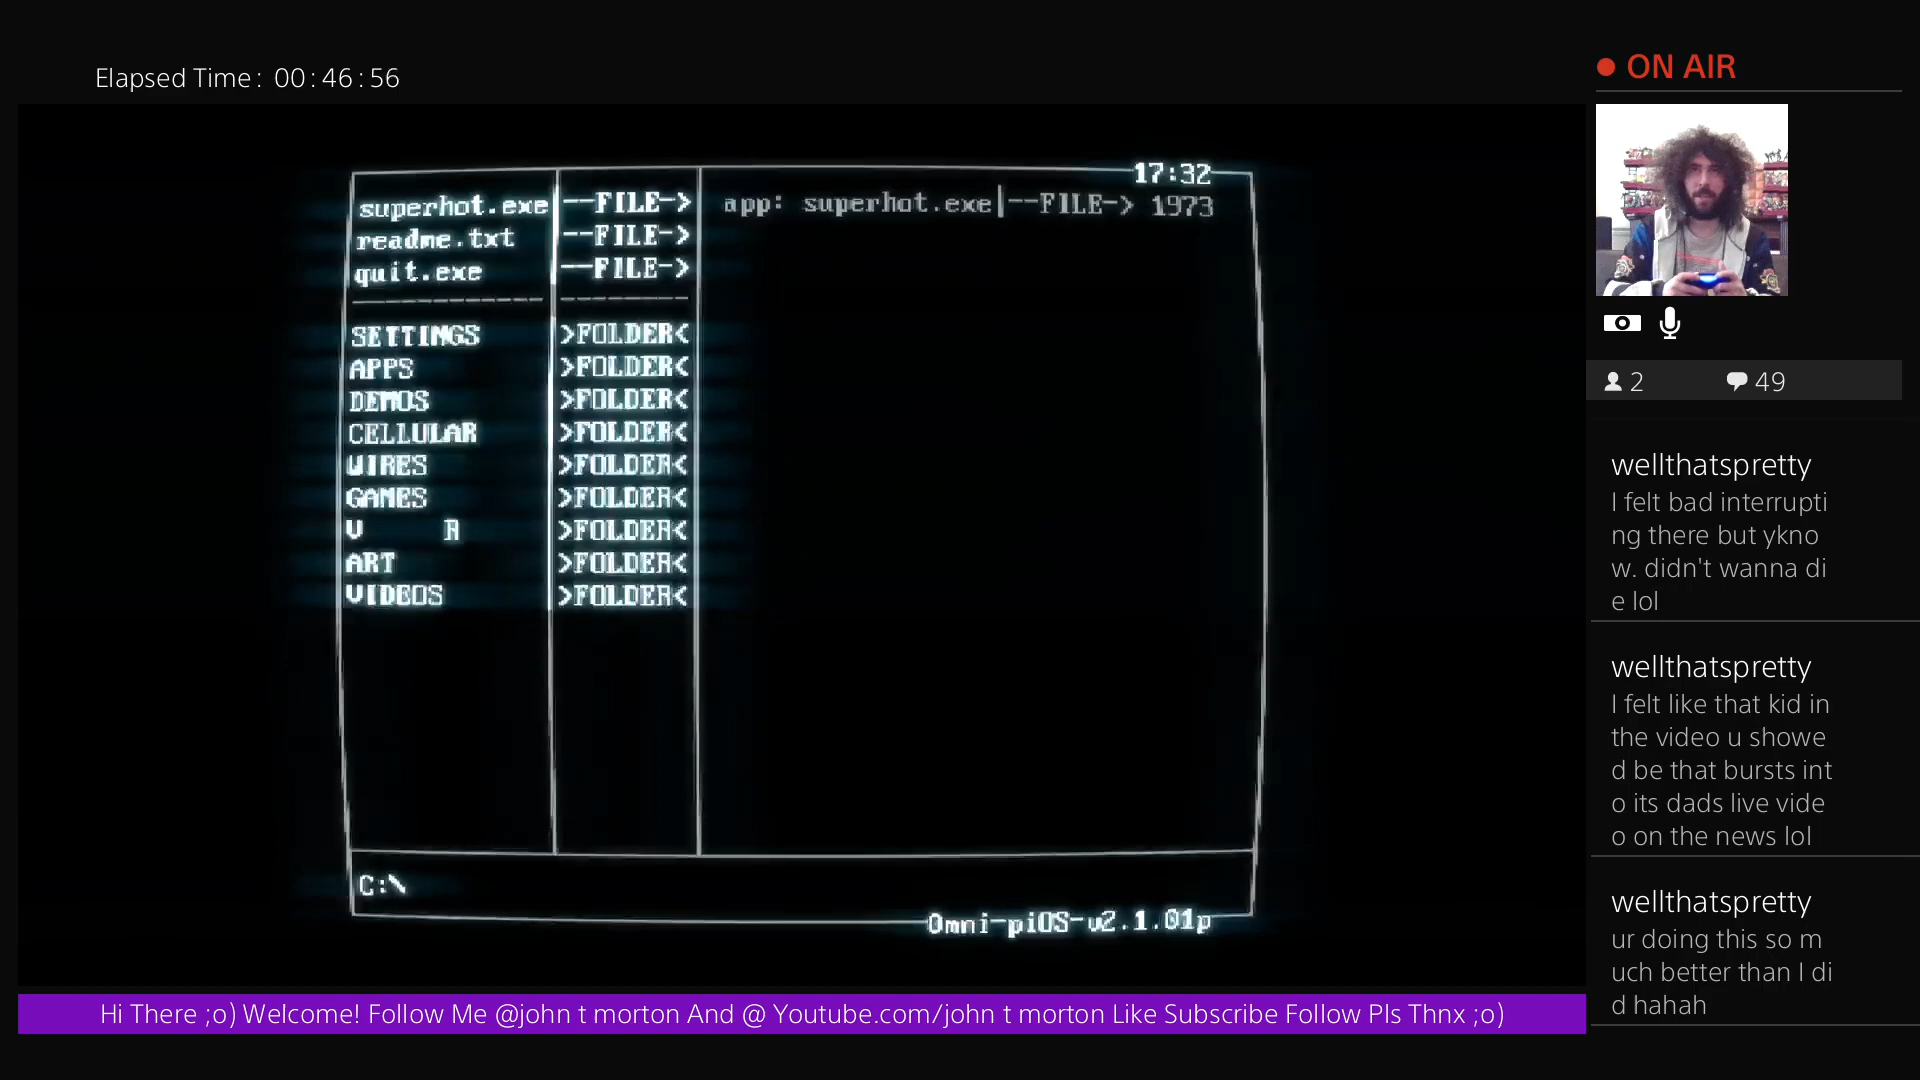 Elapsed Time: 00:46:56
ON AIR
17:32
superhot.exe --FILE-> app: superhot.exe|--FILE-> 1973
readme.txt --FILE->
quit.exe --FILE->
SETTINGS >FOLDER<
APPS >FOLDER<
DEMOS >FOLDER<
CELLULAR >FOLDER<
WIRES >FOLDER<
GAMES >FOLDER<
V R >FOLDER<
ART >FOLDER<
VIDEOS >FOLDER<
C:\
Omni-piOS-v2.1.01p
Hi There ;o) Welcome! Follow Me @john t morton And @ Youtube.com/john t morton Like Subscribe Follow Pls Thnx ;o)
2 49
wellthatspretty
I felt bad interrupti
ng there but ykno
w. didn't wanna di
e lol
wellthatspretty
I felt like that kid in
the video u showe
d be that bursts int
o its dads live vide
o on the news lol
wellthatspretty
ur doing this so m
uch better than I di
d hahah